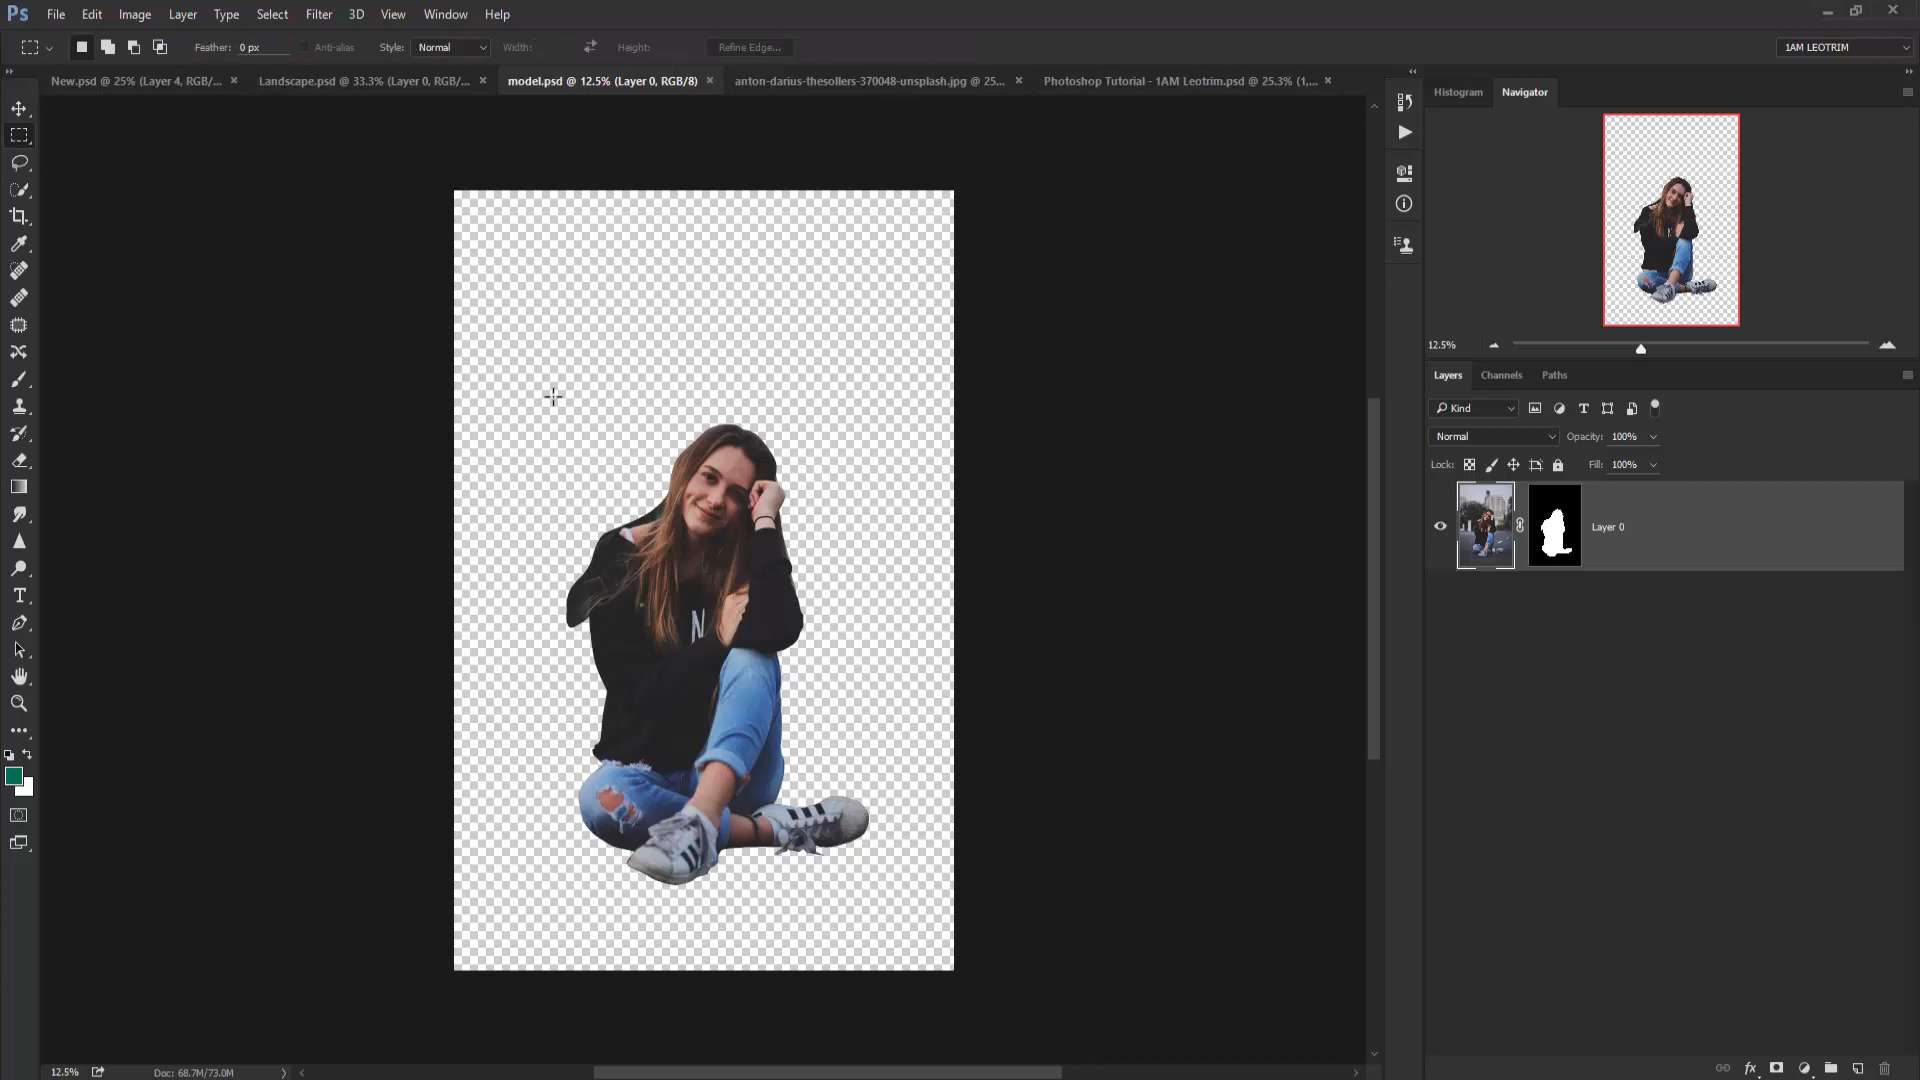 Ps File Edit Image Layer Type Select Filter 3D View Window Help
Feather: 0 px Anti-alias Style: Normal Width: Height: Refine Edge... 1AM LEOTRIM
New.psd @ 25% (Layer 4, RGB/... × Landscape.psd @ 33.3% (Layer 0, RGB/... × model.psd @ 12.5% (Layer 0, RGB/8) × anton-darius-thesollers-370048-unsplash.jpg @ 25... × Photoshop Tutorial - 1AM Leotrim.psd @ 25.3% (1,... ×
Histogram Navigator
12.5%
Layers Channels Paths
Kind
Normal Opacity: 100%
Lock: Fill: 100%
Layer 0
N
12.5% Doc: 68.7M/73.0M